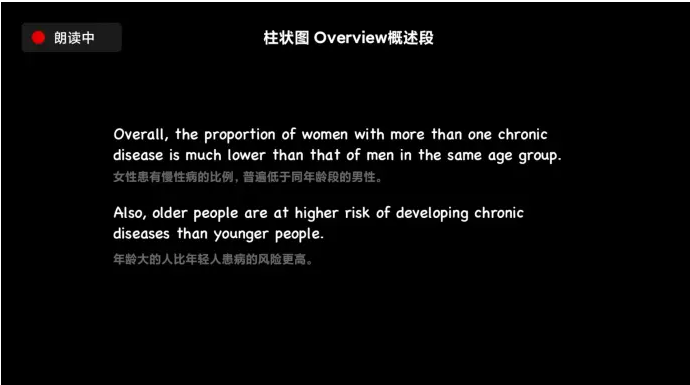 朗读中
柱状图 Overview概述段
Overall, the proportion of women with more than one chronic
disease is much lower than that of men in the same age group.
女性患有慢性病的比例，普遍低于同年龄段的男性。
Also, older people are at higher risk of developing chronic
diseases than younger people.
年龄大的人比年轻人患病的风险更高。